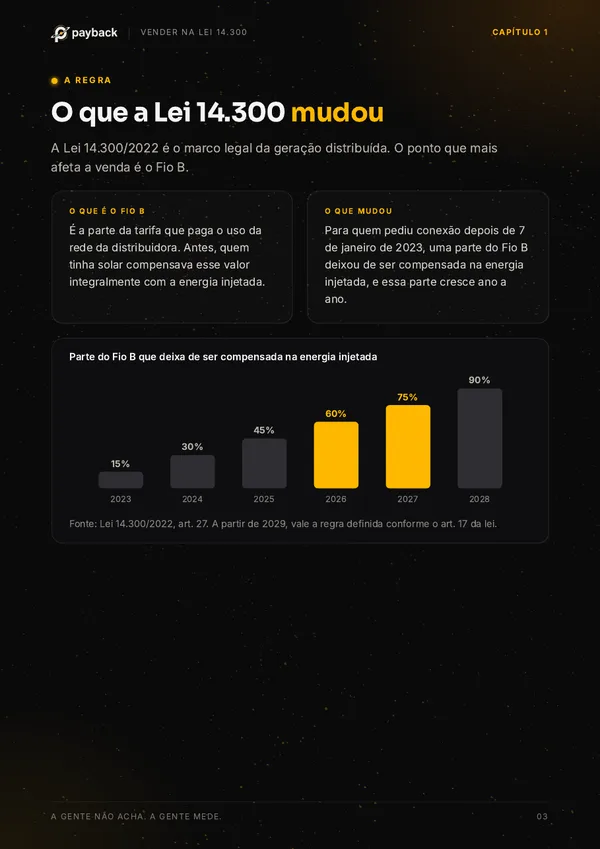 payback
VENDER NA LEI 14.300
CAPÍTULO 1
A REGRA
O que a Lei 14.300 mudou
A Lei 14.300/2022 é o marco legal da geração distribuída. O ponto que mais
afeta a venda é o Fio B.
O QUE É O FIO B
É a parte da tarifa que paga o uso da
rede da distribuidora. Antes, quem
tinha solar compensava esse valor
integralmente com a energia injetada.
O QUE MUDOU
Para quem pediu conexão depois de 7
de janeiro de 2023, uma parte do Fio B
deixou de ser compensada na energia
injetada, e essa parte cresce ano a
ano.
Parte do Fio B que deixa de ser compensada na energia injetada
15%
30%
45%
60%
75%
90%
2023
2024
2025
2026
2027
2028
Fonte: Lei 14.300/2022, art. 27. A partir de 2029, vale a regra definida conforme o art. 17 da lei.
A GENTE NÃO ACHA. A GENTE MEDE.
03